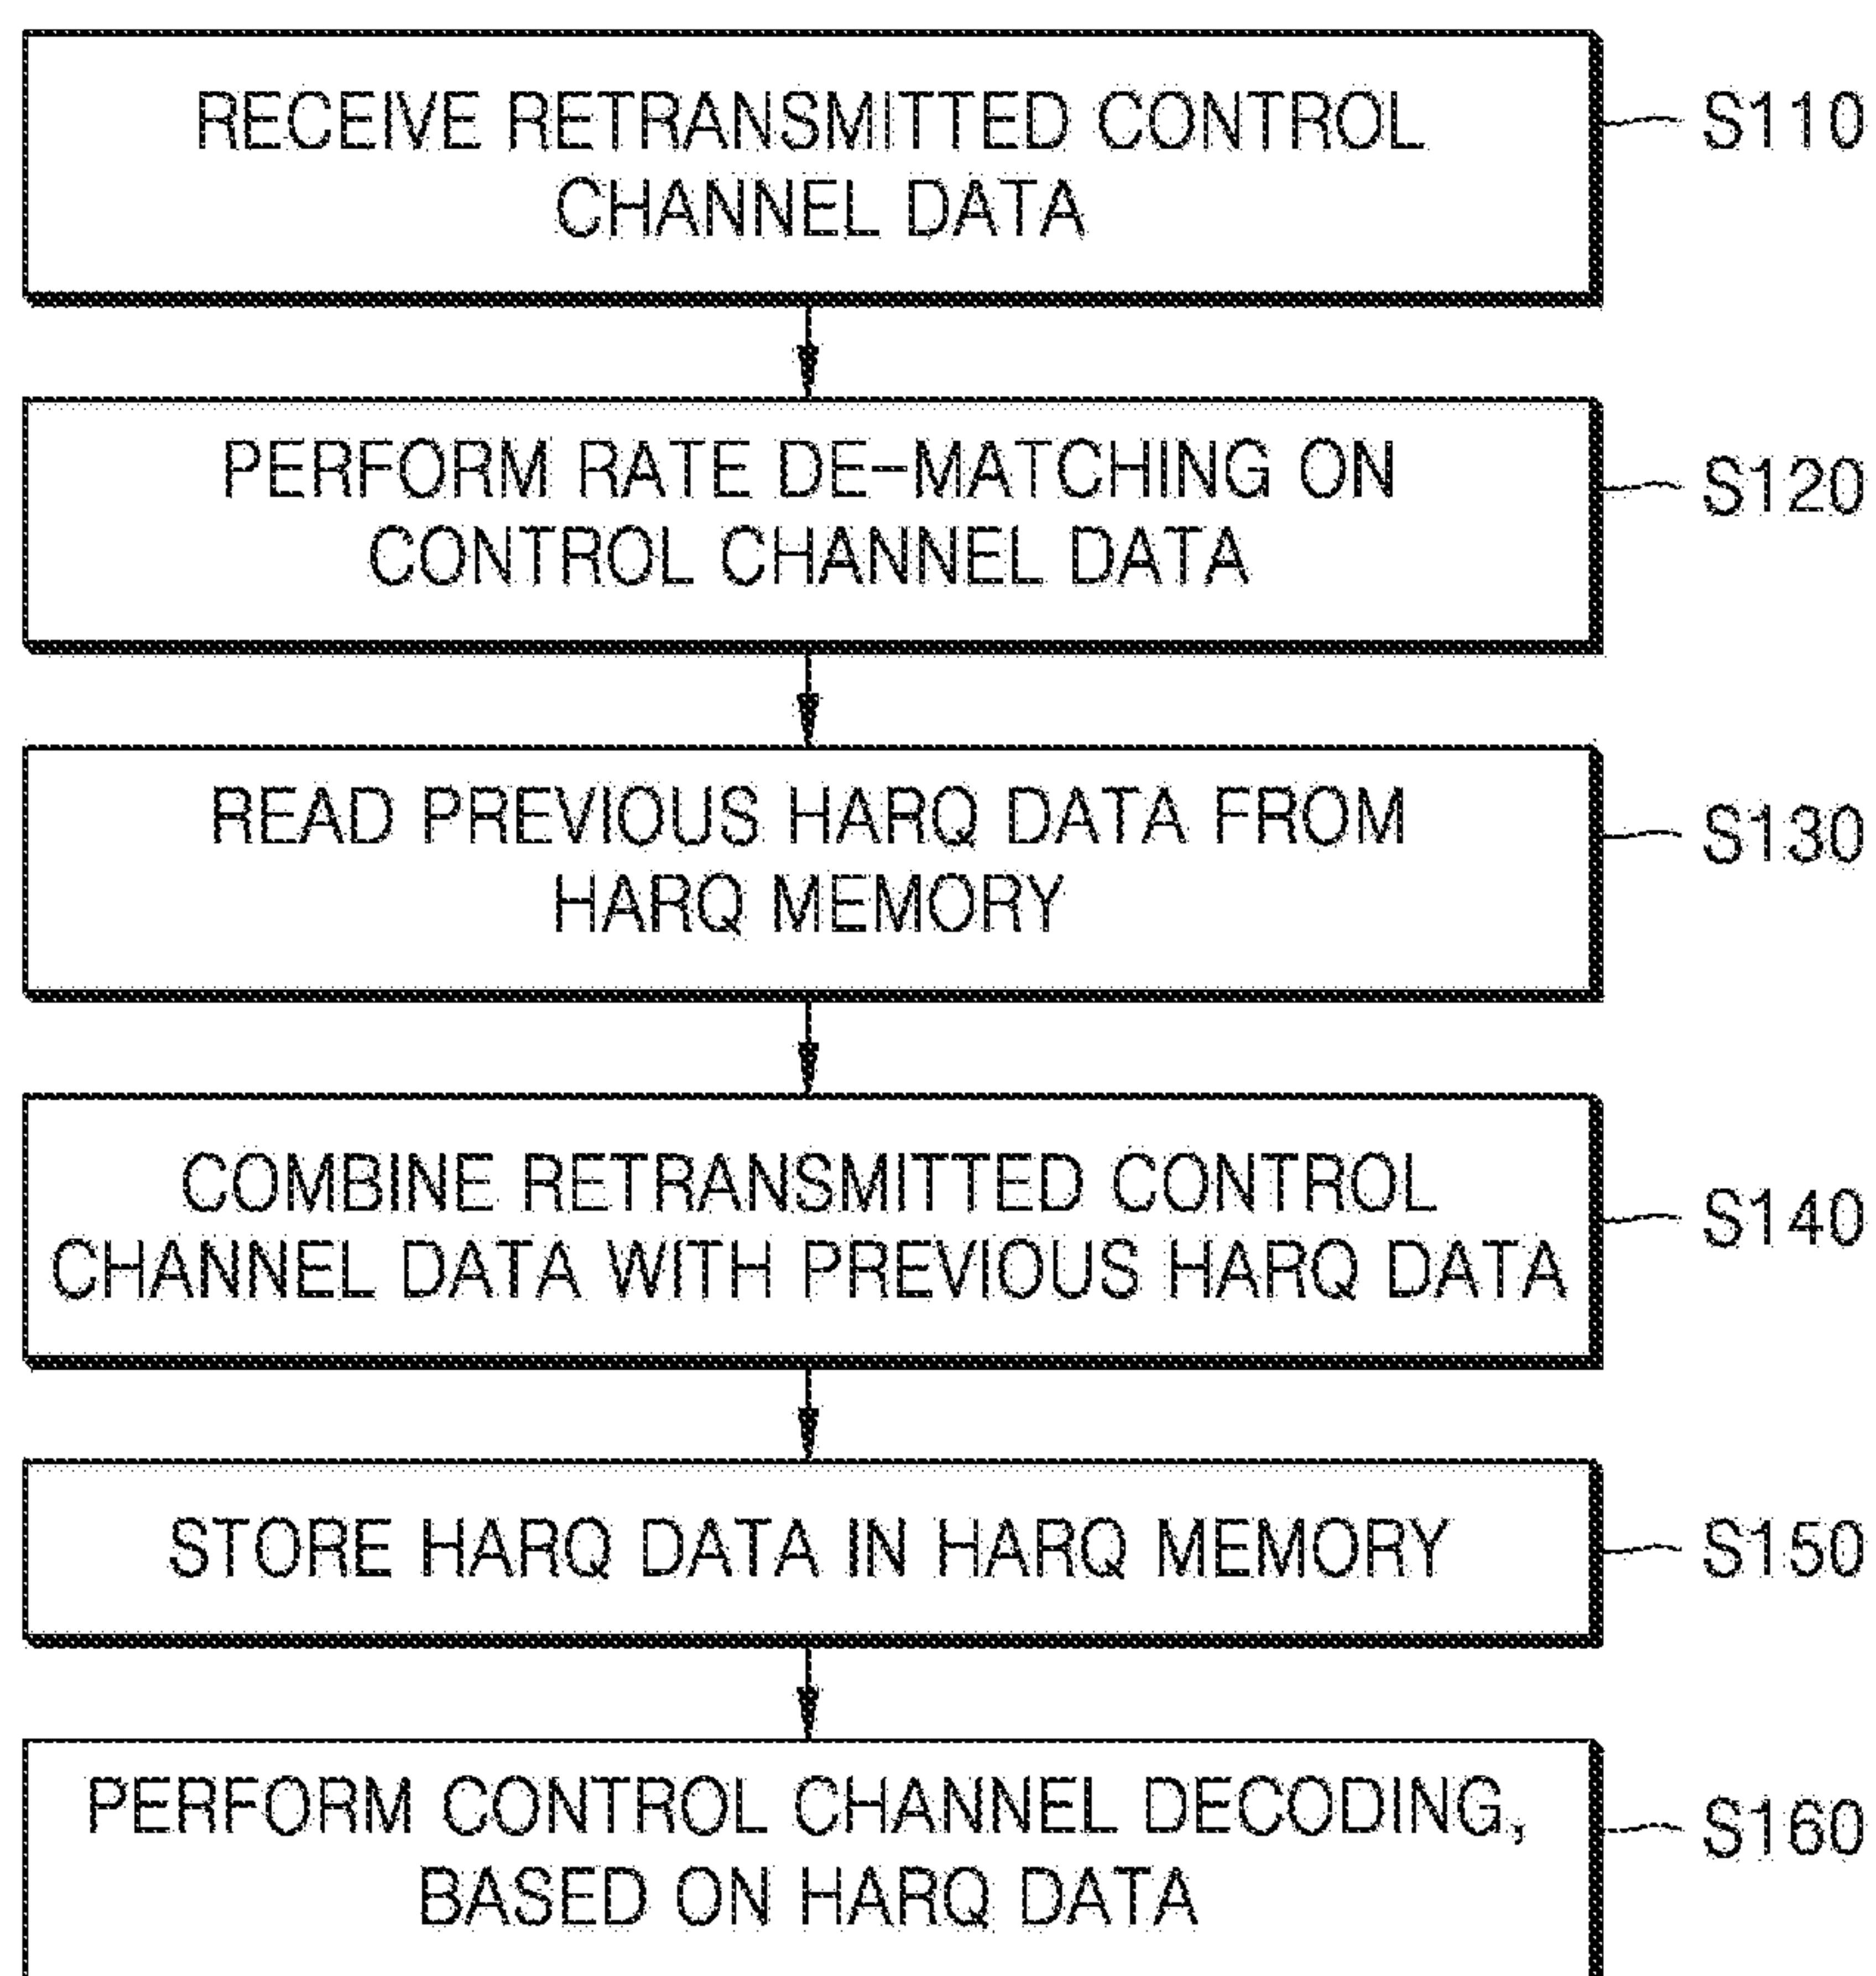 RECEIVE RETRANSMITTED CONTROL
CHANNEL DATA
S110
PERFORM RATE DE-MATCHING ON
CONTROL CHANNEL DATA
S120
READ PREVIOUS HARQ DATA FROM
HARQ MEMORY
S130
COMBINE RETRANSMITTED CONTROL
CHANNEL DATA WITH PREVIOUS HARQ DATA
S140
STORE HARQ DATA IN HARQ MEMORY
S150
PERFORM CONTROL CHANNEL DECODING,
BASED ON HARQ DATA
S160